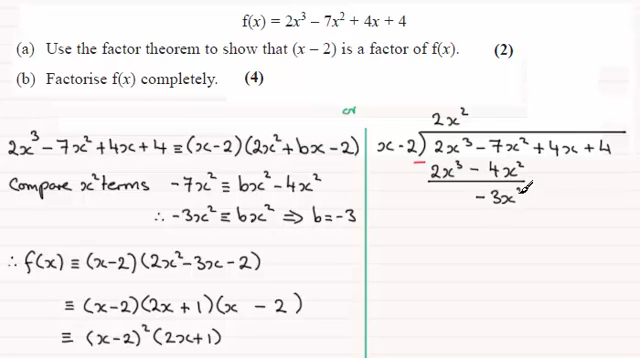 f(x) = 2x³ − 7x² + 4x + 4
(a) Use the factor theorem to show that (x − 2) is a factor of f(x). (2)
(b) Factorise f(x) completely. (4)
or
2x³ − 7x² + 4x + 4 ≡ (x−2)(2x² + bx − 2)
Compare x² terms −7x² ≡ bx² − 4x²
∴ −3x² ≡ bx² ⇒ b = −3
∴ f(x) ≡ (x−2)(2x² − 3x − 2)
≡ (x−2)(2x + 1)(x − 2)
≡ (x−2)²(2x+1)
2x²
x − 2) 2x³ − 7x² + 4x + 4
− 2x³ − 4x²
− 3x²